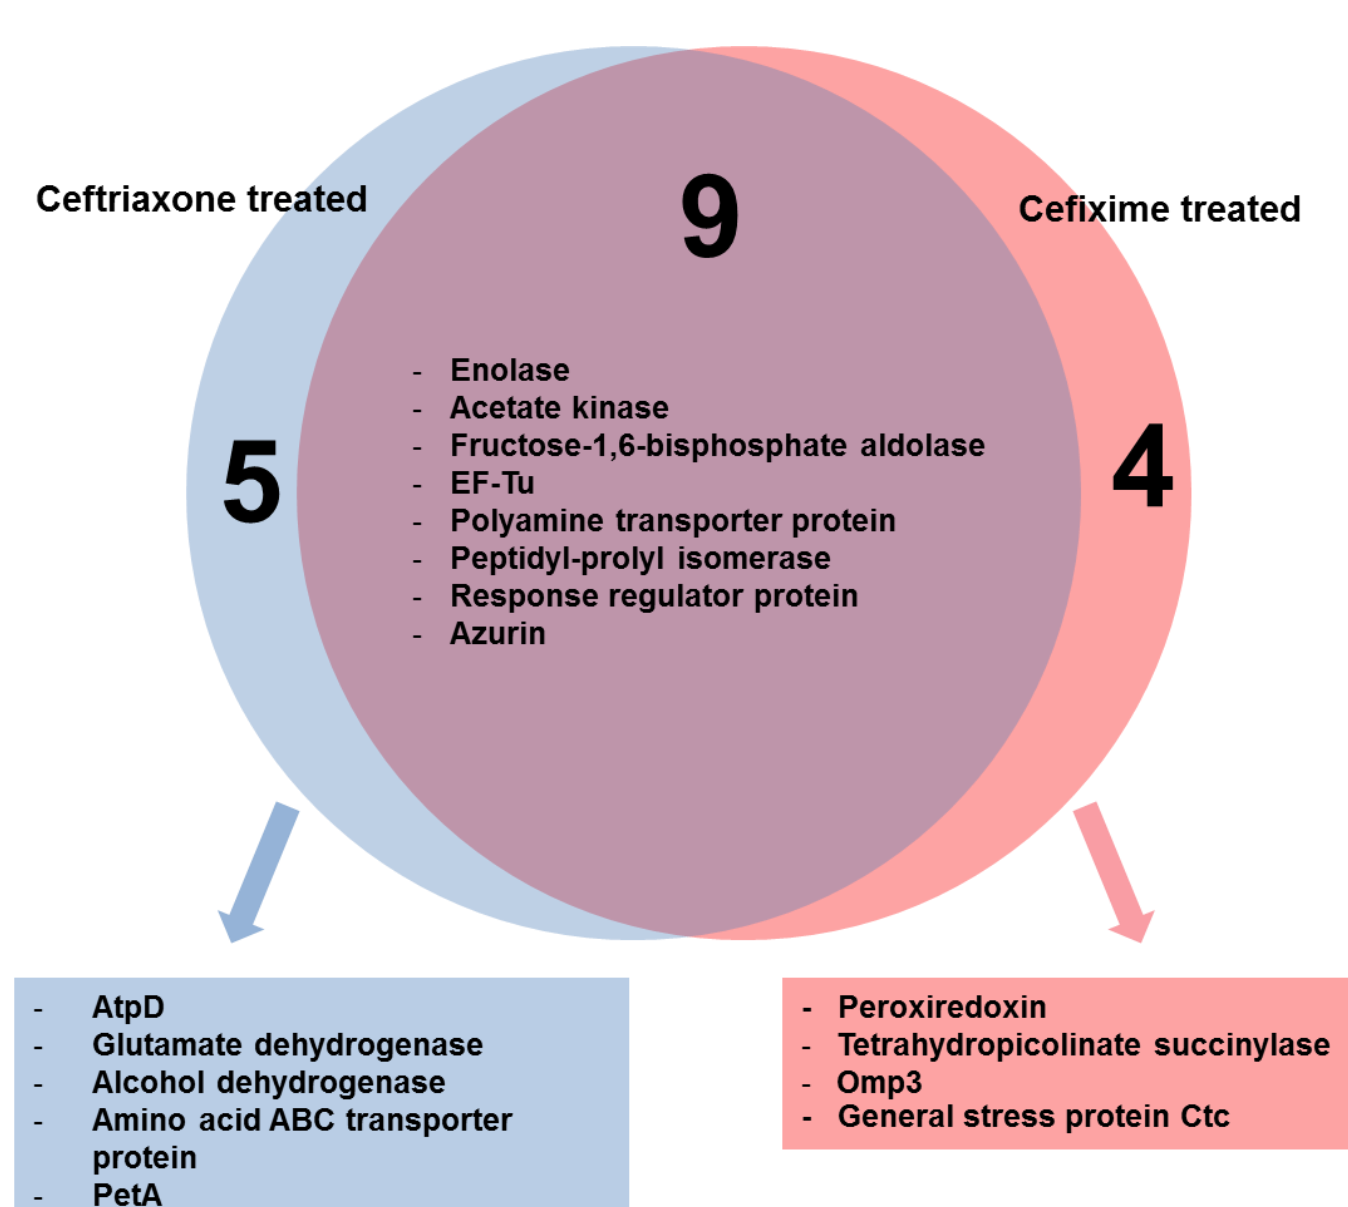 Ceftriaxone treated
9
Cefixime treated
- Enolase
- Acetate kinase
- Fructose-1,6-bisphosphate aldolase
- EF-Tu
- Polyamine transporter protein
- Peptidyl-prolyl isomerase
- Response regulator protein
- Azurin
5
4
- AtpD
- Glutamate dehydrogenase
- Alcohol dehydrogenase
- Amino acid ABC transporter
protein
- PetA
- Peroxiredoxin
- Tetrahydropicolinate succinylase
- Omp3
- General stress protein Ctc